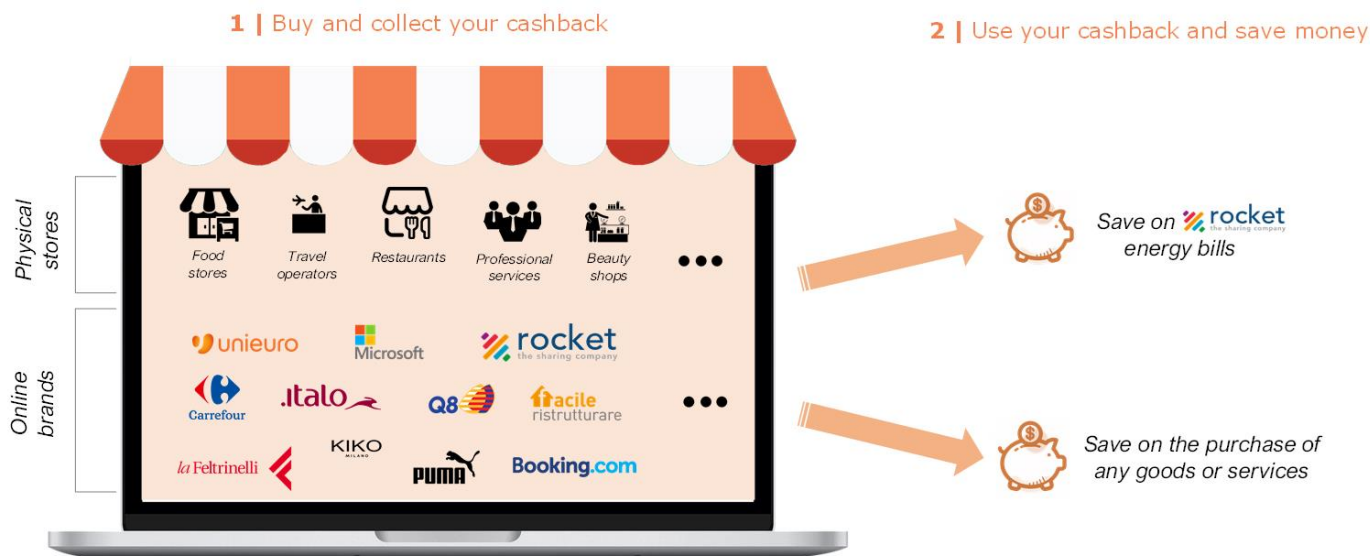 1 | Buy and collect your cashback
2 | Use your cashback and save money
Physical
stores
Food
stores
Travel
operators
Restaurants
Professional
services
Beauty
shops
Save on rocket
the sharing company
energy bills
Online
brands
unieuro
Microsoft
rocket
the sharing company
Carrefour
.italo
Q8
facile
ristrutturare
la Feltrinelli
KIKO
MILANO
PUMA
Booking.com
Save on the purchase of
any goods or services